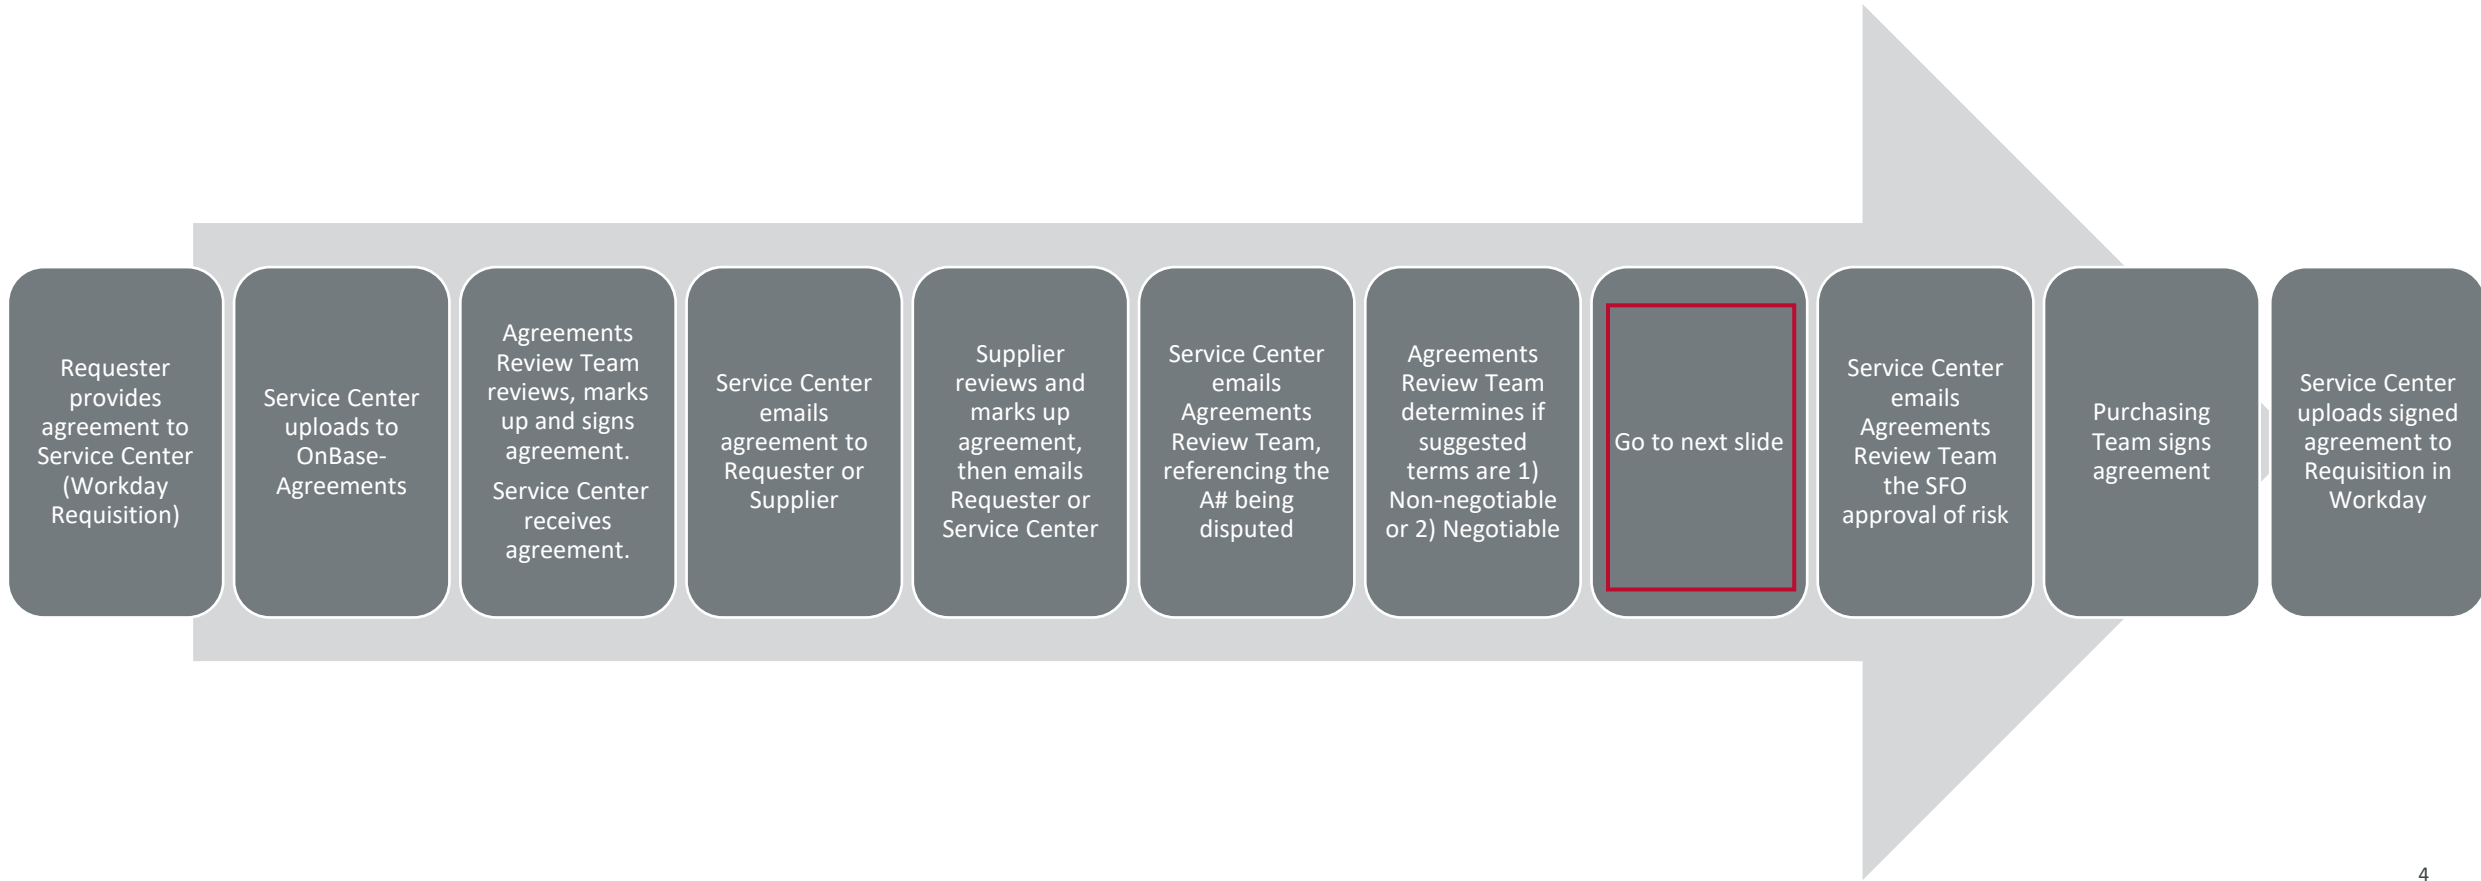 Requester
provides
agreement to
Service Center
(Workday
Requisition)
Service Center
uploads to
OnBase-
Agreements
Agreements
Review Team
reviews, marks
up and signs
agreement.
Service Center
receives
agreement.
Service Center
emails
agreement to
Requester or
Supplier
Supplier
reviews and
marks up
agreement,
then emails
Requester or
Service Center
Service Center
emails
Agreements
Review Team,
referencing the
A# being
disputed
Agreements
Review Team
determines if
suggested
terms are 1)
Non-negotiable
or 2) Negotiable
Go to next slide
Service Center
emails
Agreements
Review Team
the SFO
approval of risk
Purchasing
Team signs
agreement
Service Center
uploads signed
agreement to
Requisition in
Workday
4